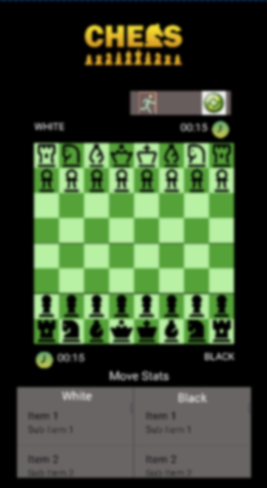 CHESS
WHITE 00:15
00:15 BLACK
Move Stats
White Black
Item 1 Item 1
Sub Item 1 Sub Item 1
Item 2 Item 2
Sub Item 2 Sub Item 2